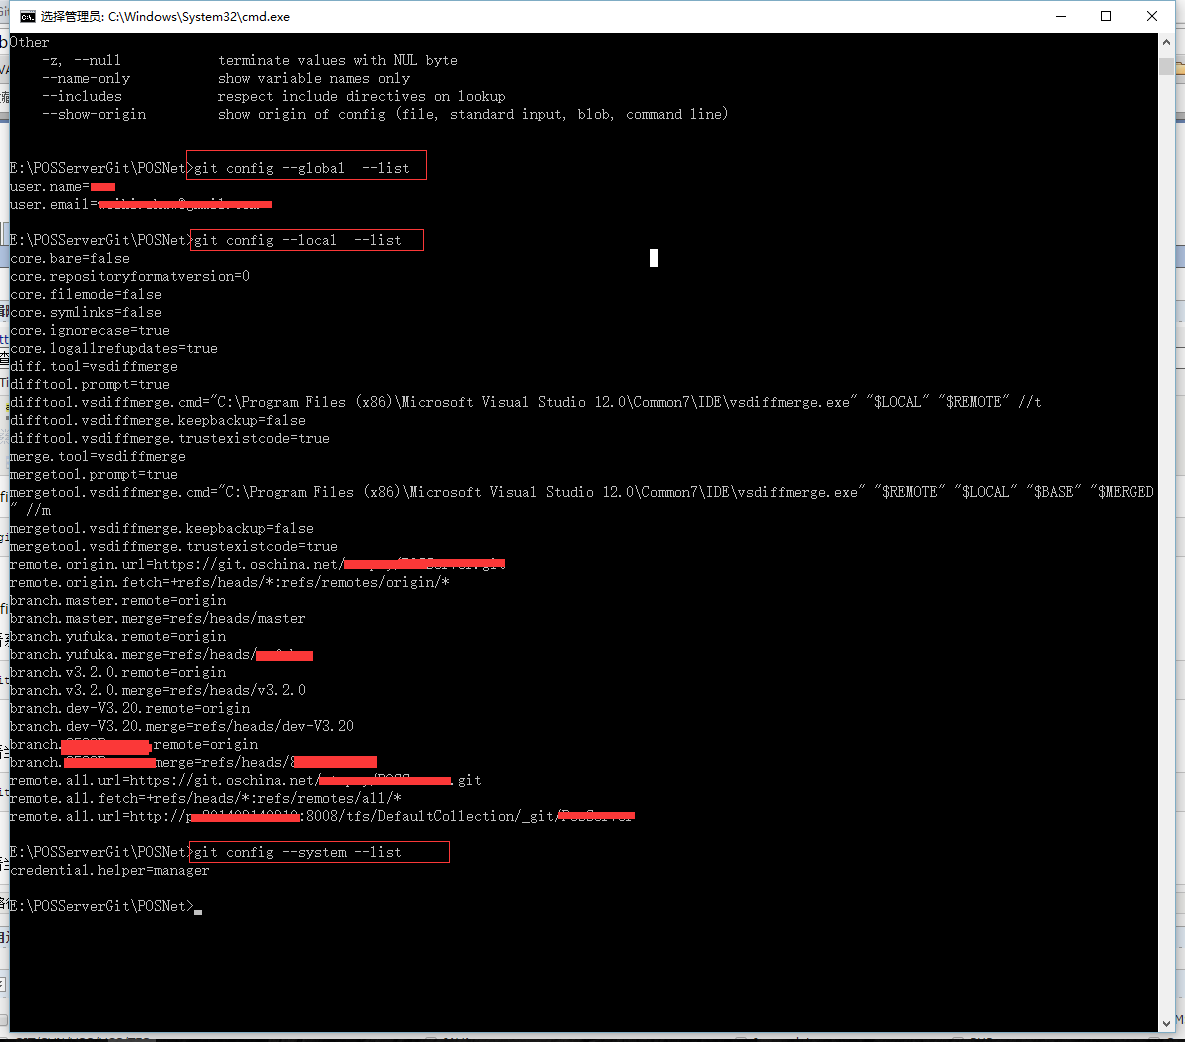 选择管理员: C:\Windows\System32\cmd.exe
Other
    -z, --null            terminate values with NUL byte
    --name-only           show variable names only
    --includes            respect include directives on lookup
    --show-origin         show origin of config (file, standard input, blob, command line)
E:\POSServerGit\POSNet>git config --global  --list
user.name=
user.email=
E:\POSServerGit\POSNet>git config --local  --list
core.bare=false
core.repositoryformatversion=0
core.filemode=false
core.symlinks=false
core.ignorecase=true
core.logallrefupdates=true
diff.tool=vsdiffmerge
difftool.prompt=true
difftool.vsdiffmerge.cmd="C:\Program Files (x86)\Microsoft Visual Studio 12.0\Common7\IDE\vsdiffmerge.exe" "$LOCAL" "$REMOTE" //t
difftool.vsdiffmerge.keepbackup=false
difftool.vsdiffmerge.trustexistcode=true
merge.tool=vsdiffmerge
mergetool.prompt=true
mergetool.vsdiffmerge.cmd="C:\Program Files (x86)\Microsoft Visual Studio 12.0\Common7\IDE\vsdiffmerge.exe" "$REMOTE" "$LOCAL" "$BASE" "$MERGED
" //m
mergetool.vsdiffmerge.keepbackup=false
mergetool.vsdiffmerge.trustexistcode=true
remote.origin.url=https://git.oschina.net/
remote.origin.fetch=+refs/heads/*:refs/remotes/origin/*
branch.master.remote=origin
branch.master.merge=refs/heads/master
branch.yufuka.remote=origin
branch.yufuka.merge=refs/heads/
branch.v3.2.0.remote=origin
branch.v3.2.0.merge=refs/heads/v3.2.0
branch.dev-V3.20.remote=origin
branch.dev-V3.20.merge=refs/heads/dev-V3.20
branch. remote=origin
branch. merge=refs/heads/
remote.all.url=https://git.oschina.net/ .git
remote.all.fetch=+refs/heads/*:refs/remotes/all/*
remote.all.url=http://p :8008/tfs/DefaultCollection/_git/
E:\POSServerGit\POSNet>git config --system --list
credential.helper=manager
E:\POSServerGit\POSNet>